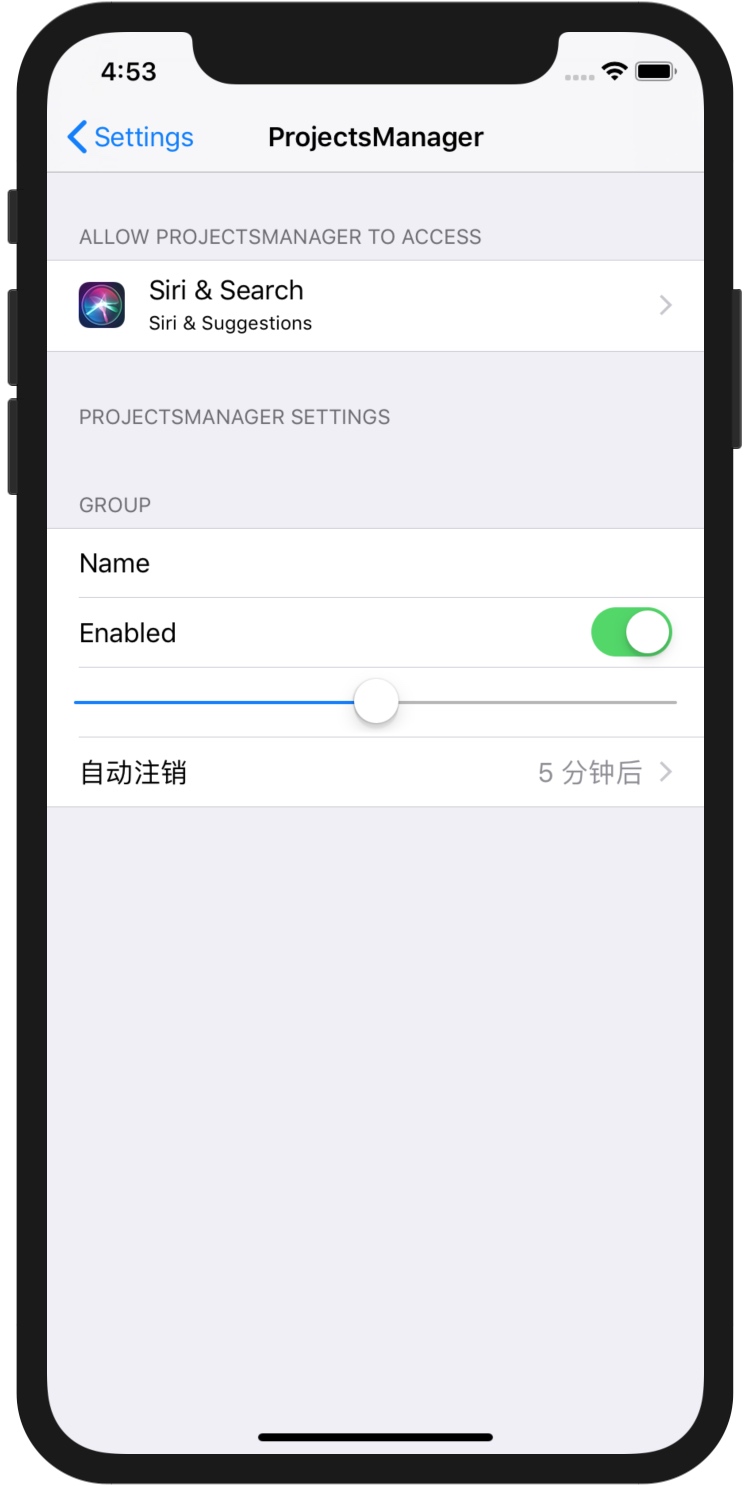 4:53
Settings
ProjectsManager
ALLOW PROJECTSMANAGER TO ACCESS
Siri & Search
Siri & Suggestions
PROJECTSMANAGER SETTINGS
GROUP
Name
Enabled
自动注销 5 分钟后